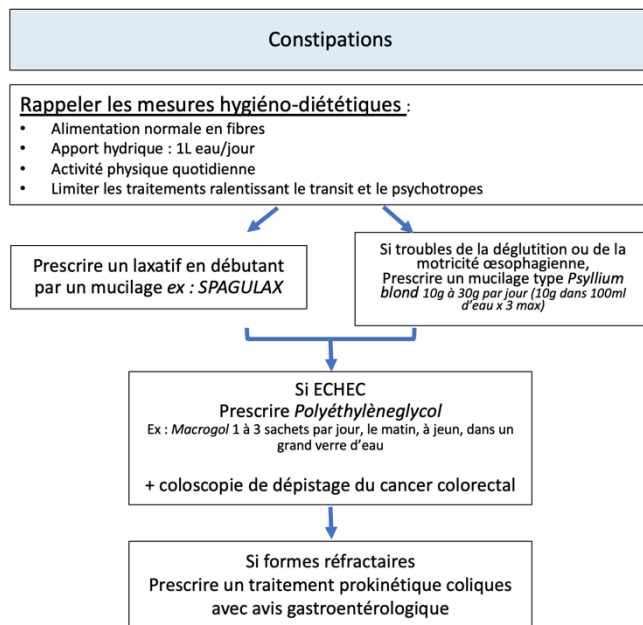 Constipations
Rappeler les mesures hygiéno-diététiques :
• Alimentation normale en fibres
• Apport hydrique : 1L eau/jour
• Activité physique quotidienne
• Limiter les traitements ralentissant le transit et le psychotropes
Prescrire un laxatif en débutant
par un mucilage ex : SPAGULAX
Si troubles de la déglutition ou de la
motricité œsophagienne,
Prescrire un mucilage type Psyllium
blond 10g à 30g par jour (10g dans 100ml
d'eau x 3 max)
Si ECHEC
Prescrire Polyéthylèneglycol
Ex : Macrogol 1 à 3 sachets par jour, le matin, à jeun, dans un
grand verre d'eau
+ coloscopie de dépistage du cancer colorectal
Si formes réfractaires
Prescrire un traitement prokinétique coliques
avec avis gastroentérologique